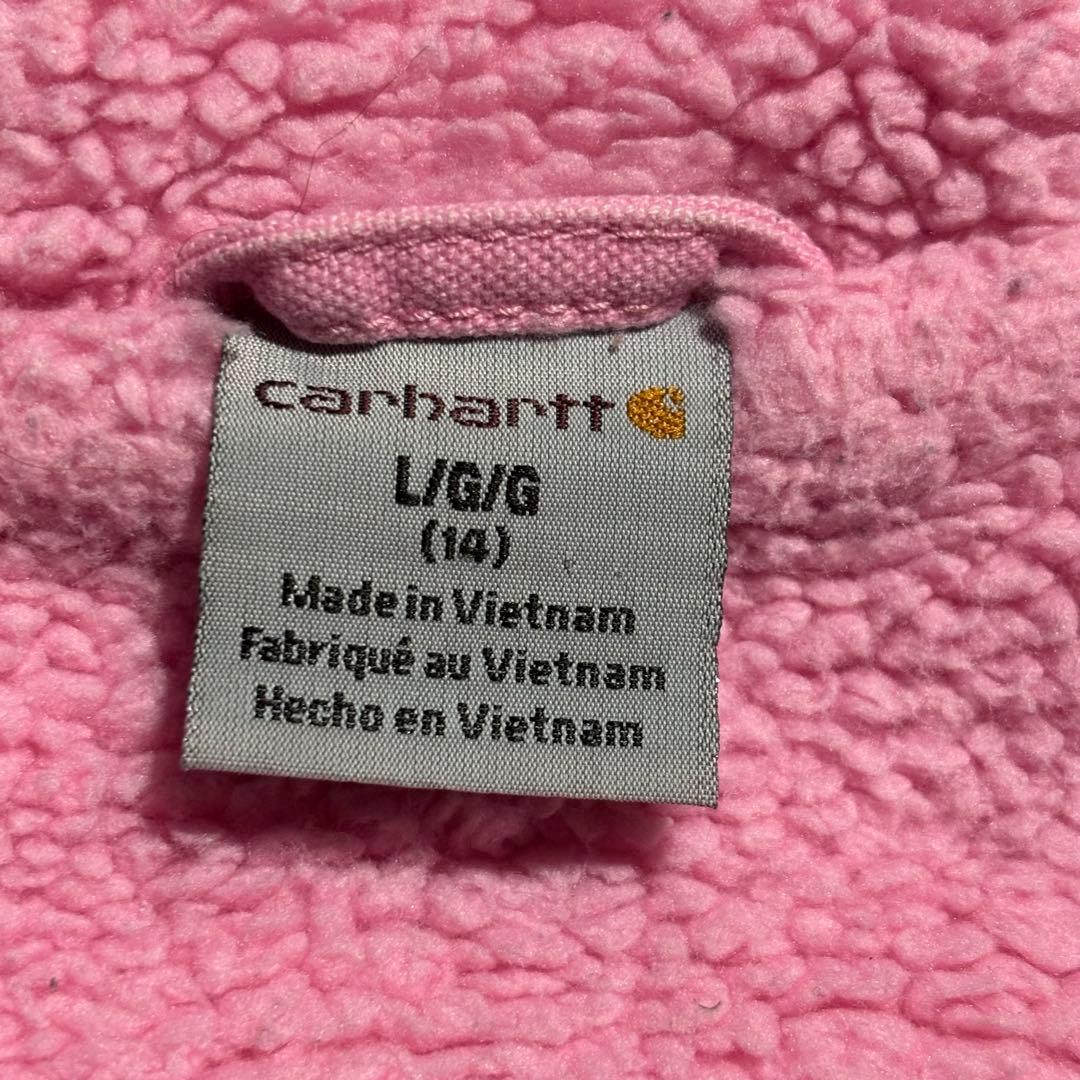 carhartt
L/G/G
(14)
Made in Vietnam
Fabriqué au Vietnam
Hecho en Vietnam